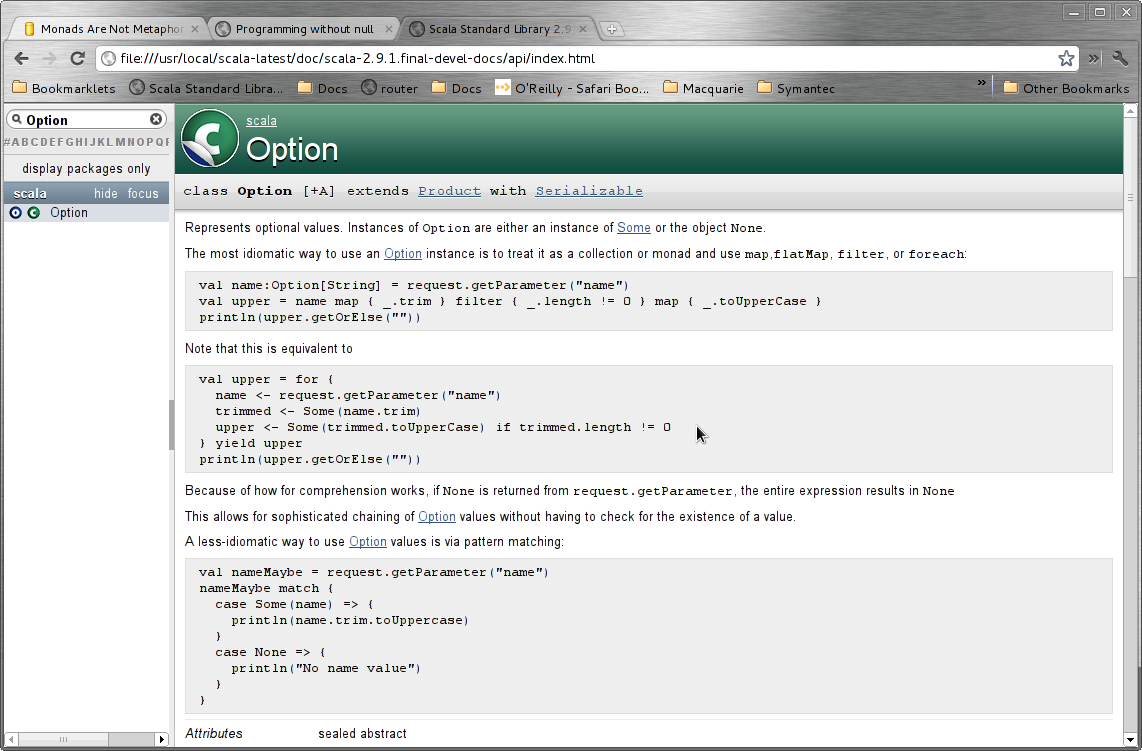 Monads Are Not Metaphor
Programming without null
Scala Standard Library 2.9
file:///usr/local/scala-latest/doc/scala-2.9.1.final-devel-docs/api/index.html
Bookmarklets Scala Standard Libra... Docs router Docs O'Reilly - Safari Boo... Macquarie Symantec » Other Bookmarks
Option
#ABCDEFGHIJKLMNOPQR
display packages only
scala hide focus
Option
scala
Option
class Option [+A] extends Product with Serializable
Represents optional values. Instances of Option are either an instance of Some or the object None.
The most idiomatic way to use an Option instance is to treat it as a collection or monad and use map,flatMap, filter, or foreach:
val name:Option[String] = request.getParameter("name")
val upper = name map { _.trim } filter { _.length != 0 } map { _.toUpperCase }
println(upper.getOrElse(""))
Note that this is equivalent to
val upper = for {
name <- request.getParameter("name")
trimmed <- Some(name.trim)
upper <- Some(trimmed.toUpperCase) if trimmed.length != 0
} yield upper
println(upper.getOrElse(""))
Because of how for comprehension works, if None is returned from request.getParameter, the entire expression results in None
This allows for sophisticated chaining of Option values without having to check for the existence of a value.
A less-idiomatic way to use Option values is via pattern matching:
val nameMaybe = request.getParameter("name")
nameMaybe match {
case Some(name) => {
println(name.trim.toUppercase)
}
case None => {
println("No name value")
}
}
Attributes sealed abstract